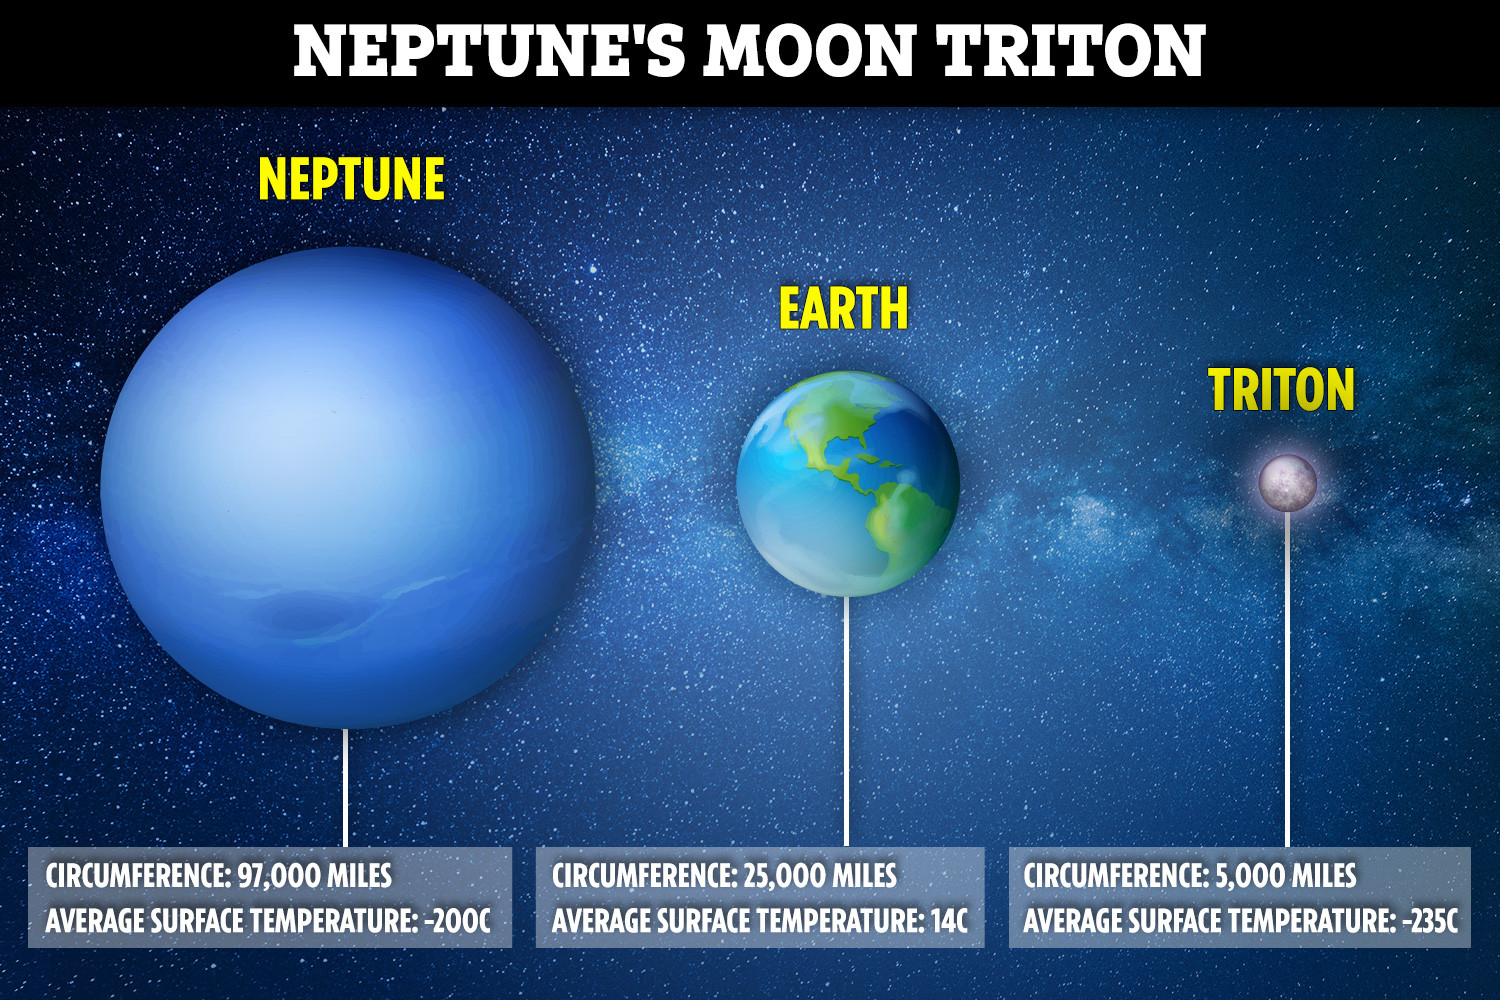 NEPTUNE'S MOON TRITON
NEPTUNE
EARTH
TRITON
CIRCUMFERENCE: 97,000 MILES
AVERAGE SURFACE TEMPERATURE: -200C
CIRCUMFERENCE: 25,000 MILES
AVERAGE SURFACE TEMPERATURE: 14C
CIRCUMFERENCE: 5,000 MILES
AVERAGE SURFACE TEMPERATURE: -235C